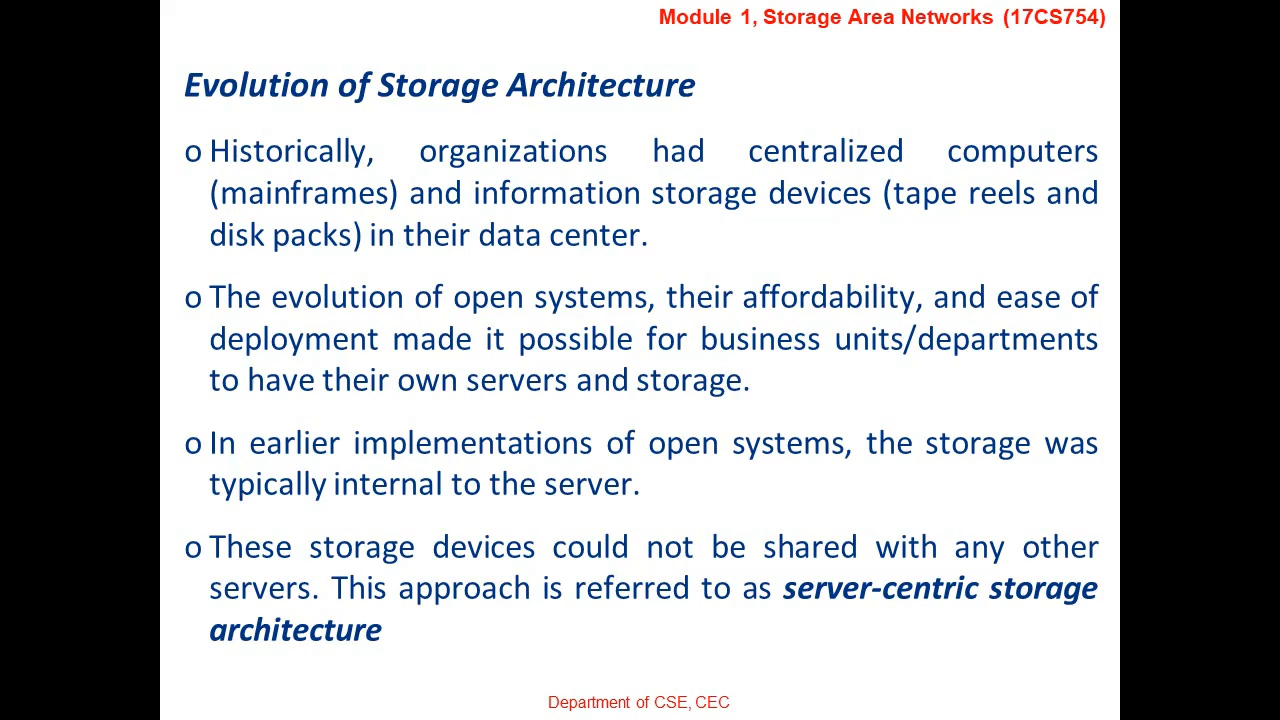 Module 1, Storage Area Networks (17CS754)
Evolution of Storage Architecture
o Historically, organizations had centralized computers
(mainframes) and information storage devices (tape reels and
disk packs) in their data center.
o The evolution of open systems, their affordability, and ease of
deployment made it possible for business units/departments
to have their own servers and storage.
o In earlier implementations of open systems, the storage was
typically internal to the server.
o These storage devices could not be shared with any other
servers. This approach is referred to as server-centric storage
architecture
Department of CSE, CEC